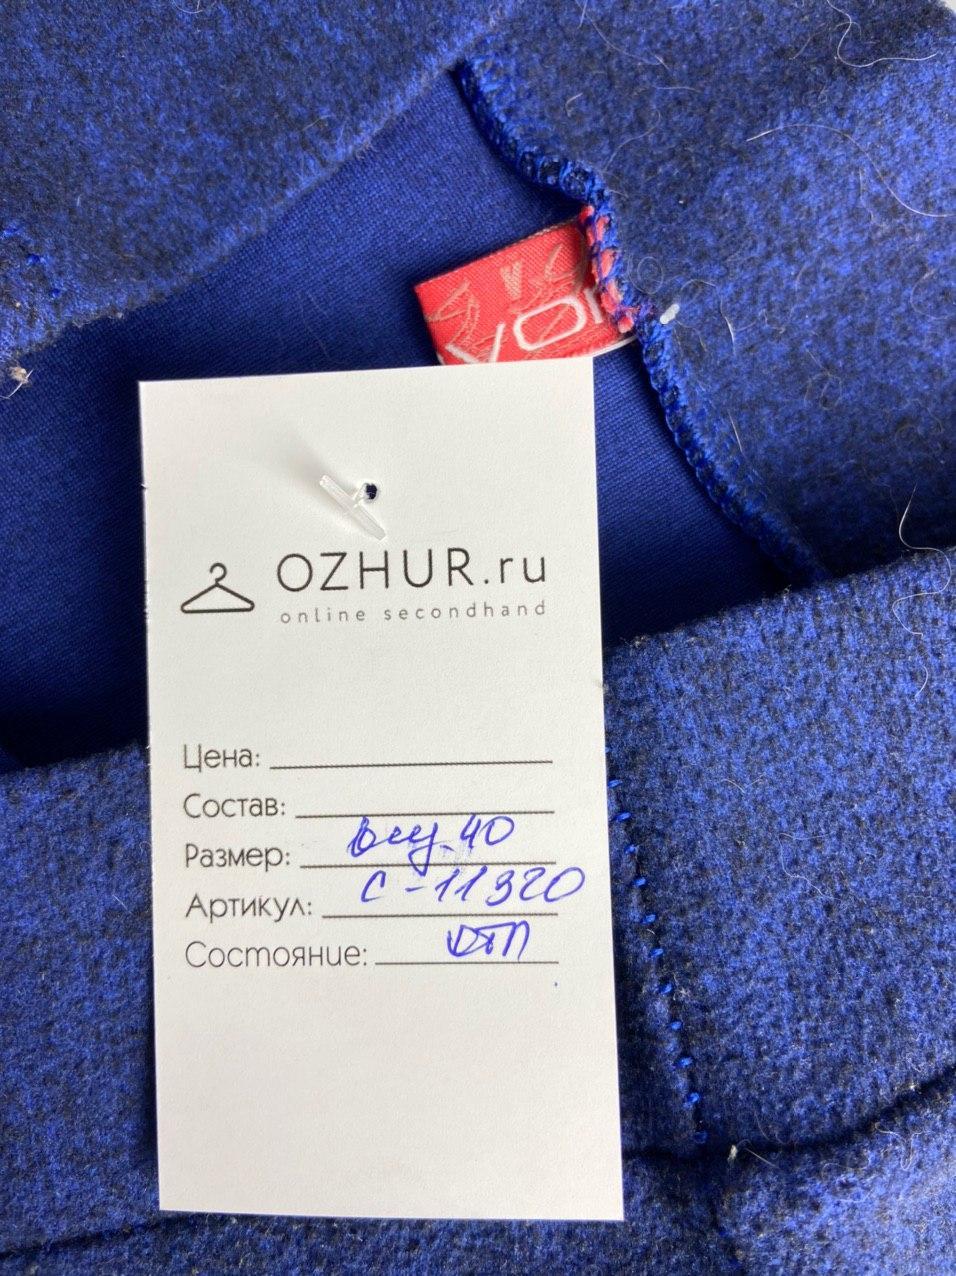 OZHUR.ru
online secondhand
Цена:
Состав:
Размер: 40
Артикул: С-11320
Состояние: